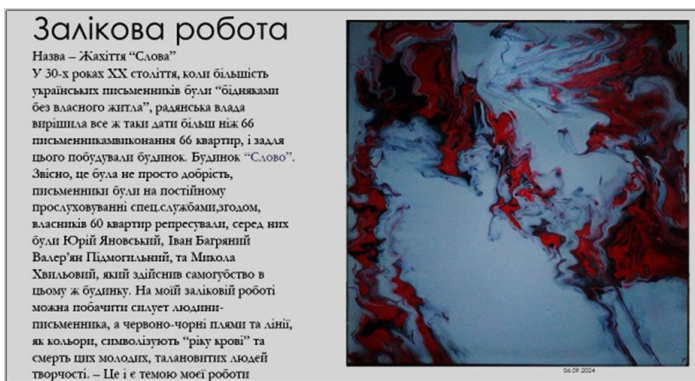 Залікова робота
Назва – Жахіття “Слова”
У 30-х роках ХХ століття, коли більшість
українських письменників були “бідняками
без власного житла”, радянська влада
вирішила все ж таки дати більш ніж 66
письменникамвиконання 66 квартир, і задля
цього побудували будинок. Будинок “Слово”.
Звісно, це була не просто добрість,
письменники були на постійному
прослуховуванні спец.службами,згодом,
власників 60 квартир репресували, серед них
були Юрій Яновський, Іван Багряний
Валер’ян Підмогильний, та Микола
Хвильовий, який здійснив самогубство в
цьому ж будинку. На моїй заліковій роботі
можна побачити силует людини-
письменника, а червоно-чорні плями та лінії,
як кольори, символізують “ріку крові” та
смерть цих молодих, талановитих людей
творчості. – Це і є темою моєї роботи
06.09.2024